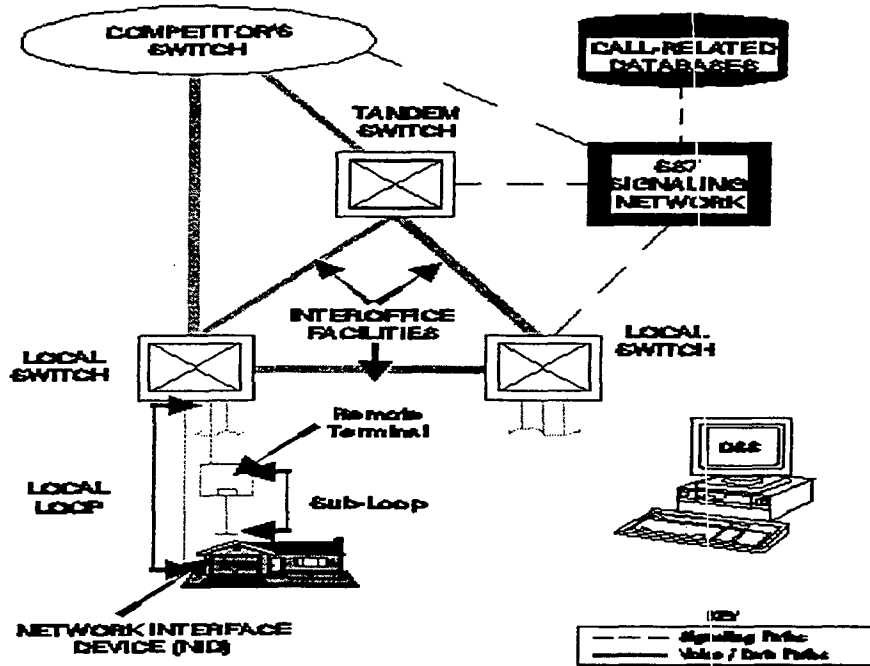 COMPETITOR'S
SWITCH
CALL-RELATED
DATABASES
TANDEM
SWITCH
SS7
SIGNALING
NETWORK
INTEROFFICE
FACILITIES
LOCAL
SWITCH
LOCAL
SWITCH
Remote
Terminal
OSS
LOCAL
LOOP
Sub-Loop
NETWORK INTERFACE
DEVICE (NID)
KEY
Signaling Paths
Voice / Data Paths